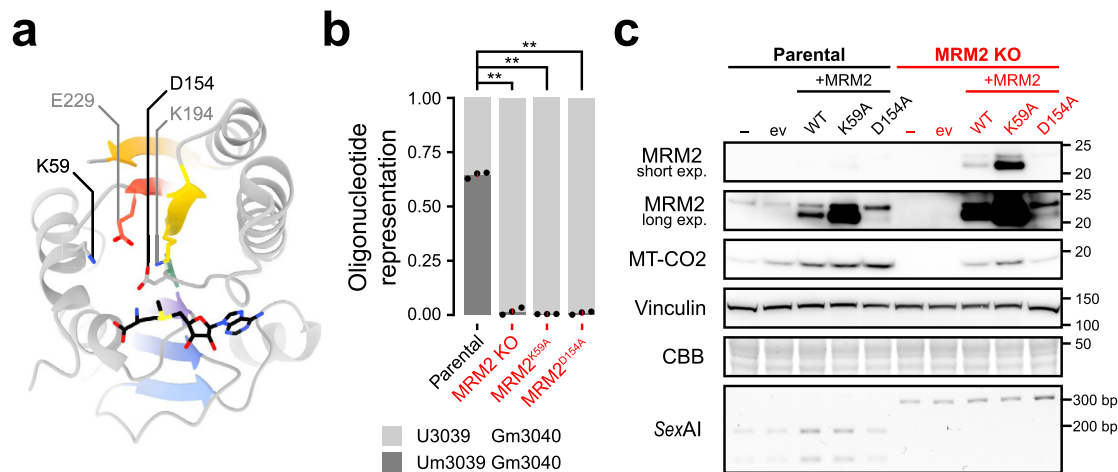 a
D154
E229
K194
K59
b
**
**
**
Oligonucleotide
representation
1.00
0.75
0.50
0.25
0.00
Parental
MRM2 KO
MRM2K59A
MRM2D154A
U3039 Gm3040
Um3039 Gm3040
c
Parental MRM2 KO
+MRM2 +MRM2
– ev WT K59A D154A – ev WT K59A D154A
MRM2
short exp.
25
20
MRM2
long exp.
25
20
MT-CO2
20
Vinculin
150
100
CBB
50
SexAI
300 bp
200 bp